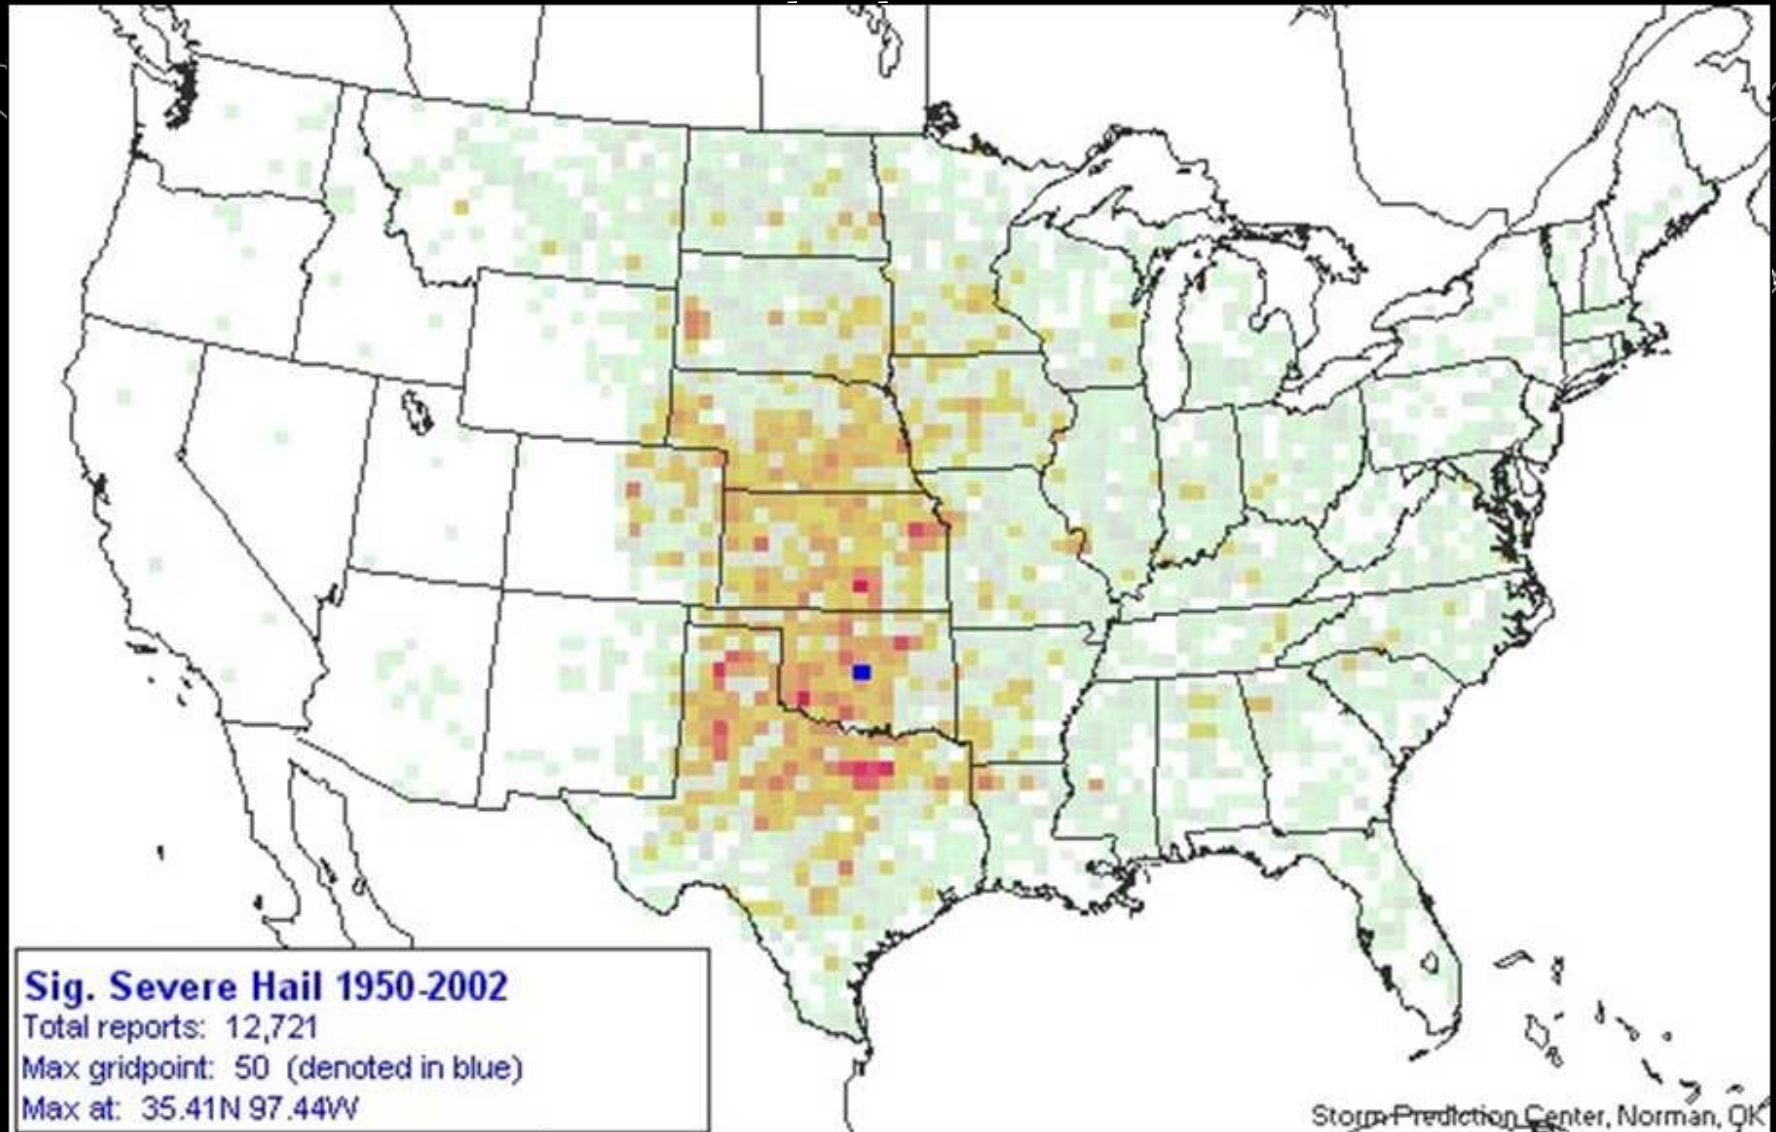 Sig. Severe Hail 1950-2002
Total reports: 12,721
Max gridpoint: 50 (denoted in blue)
Max at: 35.41N 97.44W
Storm Prediction Center, Norman, OK